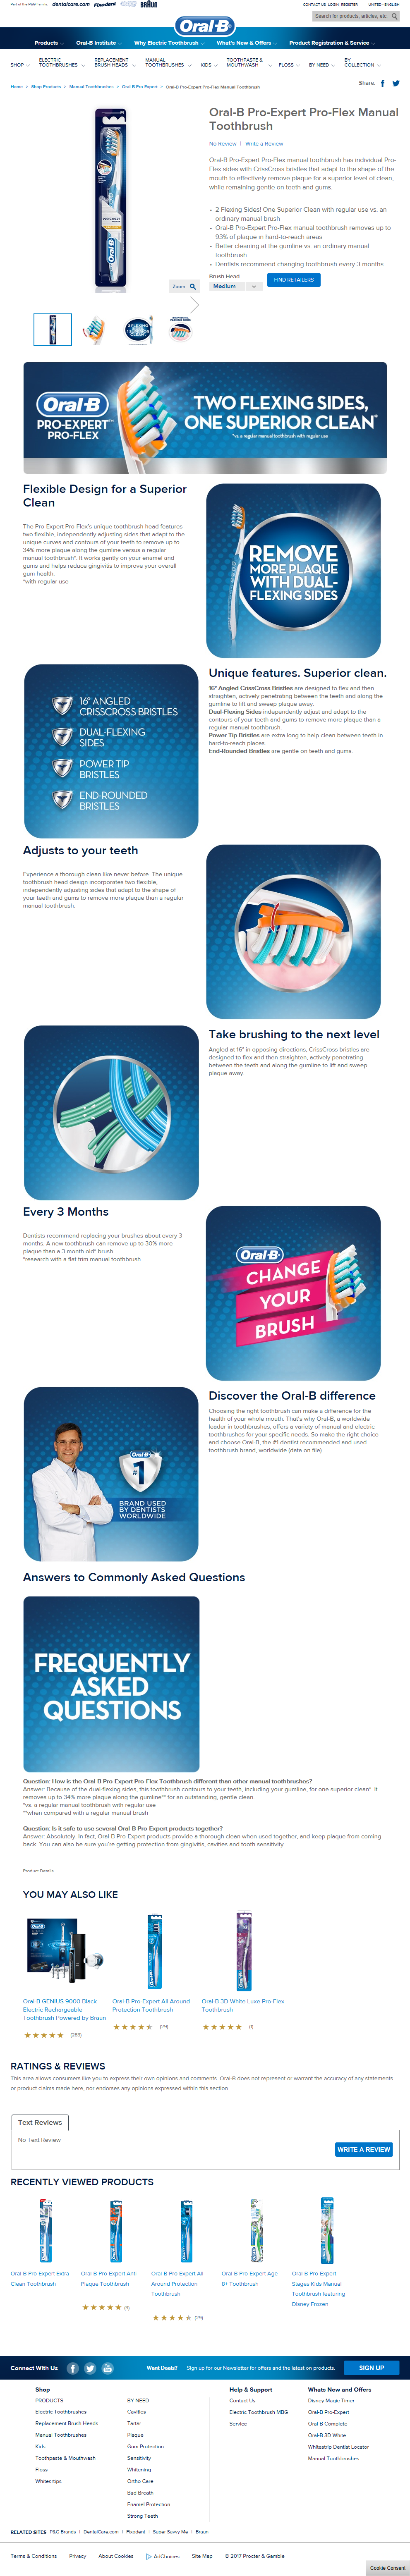 Part of the P&G Family: dentalcare.com Fixodent BRAUN
CONTACT US LOGIN REGISTER UNITED - ENGLISH
Search for products, articles, etc.
Oral-B
Products Oral-B Institute Why Electric Toothbrush What's New & Offers Product Registration & Service
SHOP ELECTRIC TOOTHBRUSHES REPLACEMENT BRUSH HEADS MANUAL TOOTHBRUSHES KIDS TOOTHPASTE & MOUTHWASH FLOSS BY NEED BY COLLECTION
Home Shop Products Manual Toothbrushes Oral-B Pro-Expert Oral-B Pro-Expert Pro-Flex Manual Toothbrush
Share:
Oral-B Pro-Expert Pro-Flex Manual
Toothbrush
No Review | Write a Review
Oral-B Pro-Expert Pro-Flex manual toothbrush has individual Pro-
Flex sides with CrissCross bristles that adapt to the shape of the
mouth to effectively remove plaque for a superior level of clean,
while remaining gentle on teeth and gums.
• 2 Flexing Sides! One Superior Clean with regular use vs. an
ordinary manual brush
• Oral-B Pro-Expert Pro-Flex manual toothbrush removes up to
93% of plaque in hard-to-reach areas
• Better cleaning at the gumline vs. an ordinary manual
toothbrush
• Dentists recommend changing toothbrush every 3 months
Brush Head
Medium
FIND RETAILERS
Zoom
Oral-B
PRO-EXPERT
PRO-FLEX
TWO FLEXING SIDES,
ONE SUPERIOR CLEAN*
*vs. a regular manual toothbrush with regular use
Flexible Design for a Superior
Clean
The Pro-Expert Pro-Flex's unique toothbrush head features
two flexible, independently adjusting sides that adapt to the
unique curves and contours of your teeth to remove up to
34% more plaque along the gumline versus a regular
manual toothbrush*. It works gently on your enamel and
gums and helps reduce gingivitis to improve your overall
gum health.
*with regular use
REMOVE
MORE PLAQUE
WITH DUAL-
FLEXING SIDES
16° ANGLED
CRISSCROSS BRISTLES
DUAL-FLEXING
SIDES
POWER TIP
BRISTLES
END-ROUNDED
BRISTLES
Unique features. Superior clean.
16° Angled CrissCross Bristles are designed to flex and then
straighten, actively penetrating between the teeth and along the
gumline to lift and sweep plaque away.
Dual-Flexing Sides independently adjust and adapt to the
contours of your teeth and gums to remove more plaque than a
regular manual toothbrush.
Power Tip Bristles are extra long to help clean between teeth in
hard-to-reach places.
End-Rounded Bristles are gentle on teeth and gums.
Adjusts to your teeth
Experience a thorough clean like never before. The unique
toothbrush head design incorporates two flexible,
independently adjusting sides that adapt to the shape of
your teeth and gums to remove more plaque than a regular
manual toothbrush.
Take brushing to the next level
Angled at 16° in opposing directions, CrissCross bristles are
designed to flex and then straighten, actively penetrating
between the teeth and along the gumline to lift and sweep
plaque away.
Every 3 Months
Dentists recommend replacing your brushes about every 3
months. A new toothbrush can remove up to 30% more
plaque than a 3 month old* brush.
*research with a flat trim manual toothbrush.
Oral-B
CHANGE
YOUR
BRUSH
Oral-B
#1
BRAND USED
BY DENTISTS
WORLDWIDE
Discover the Oral-B difference
Choosing the right toothbrush can make a difference for the
health of your whole mouth. That's why Oral-B, a worldwide
leader in toothbrushes, offers a variety of manual and electric
toothbrushes for your specific needs. So make the right choice
and choose Oral-B, the #1 dentist recommended and used
toothbrush brand, worldwide (data on file).
Answers to Commonly Asked Questions
FREQUENTLY
ASKED
QUESTIONS
Question: How is the Oral-B Pro-Expert Pro-Flex Toothbrush different than other manual toothbrushes?
Answer: Because of the dual-flexing sides, this toothbrush contours to your teeth, including your gumline, for one superior clean*. It
removes up to 34% more plaque along the gumline** for an outstanding, gentle clean.
*vs. a regular manual toothbrush with regular use
**when compared with a regular manual brush
Question: Is it safe to use several Oral-B Pro-Expert products together?
Answer: Absolutely. In fact, Oral-B Pro-Expert products provide a thorough clean when used together, and keep plaque from coming
back. You can also be sure you're getting protection from gingivitis, cavities and tooth sensitivity.
Product Details
YOU MAY ALSO LIKE
Oral-B GENIUS 9000 Black
Electric Rechargeable
Toothbrush Powered by Braun
(283)
Oral-B Pro-Expert All Around
Protection Toothbrush
(29)
Oral-B 3D White Luxe Pro-Flex
Toothbrush
(1)
RATINGS & REVIEWS
This area allows consumers like you to express their own opinions and comments. Oral-B does not represent or warrant the accuracy of any statements
or product claims made here, nor endorses any opinions expressed within this section.
Text Reviews
No Text Review
WRITE A REVIEW
RECENTLY VIEWED PRODUCTS
Oral-B Pro-Expert Extra
Clean Toothbrush
Oral-B Pro-Expert Anti-
Plaque Toothbrush
(3)
Oral-B Pro-Expert All
Around Protection
Toothbrush
(29)
Oral-B Pro-Expert Age
8+ Toothbrush
Oral-B Pro-Expert
Stages Kids Manual
Toothbrush featuring
Disney Frozen
Connect With Us
Want Deals? Sign up for our Newsletter for offers and the latest on products.
SIGN UP
Shop
PRODUCTS
Electric Toothbrushes
Replacement Brush Heads
Manual Toothbrushes
Kids
Toothpaste & Mouthwash
Floss
Whitestrips
BY NEED
Cavities
Tartar
Plaque
Gum Protection
Sensitivity
Whitening
Ortho Care
Bad Breath
Enamel Protection
Strong Teeth
Help & Support
Contact Us
Electric Toothbrush MBG
Service
Whats New and Offers
Disney Magic Timer
Oral-B Pro-Expert
Oral-B Complete
Oral-B 3D White
Whitestrip Dentist Locator
Manual Toothbrushes
RELATED SITES P&G Brands | DentalCare.com | Fixodent | Super Savvy Me | Braun
Terms & Conditions Privacy About Cookies AdChoices Site Map © 2017 Procter & Gamble
Cookie Consent